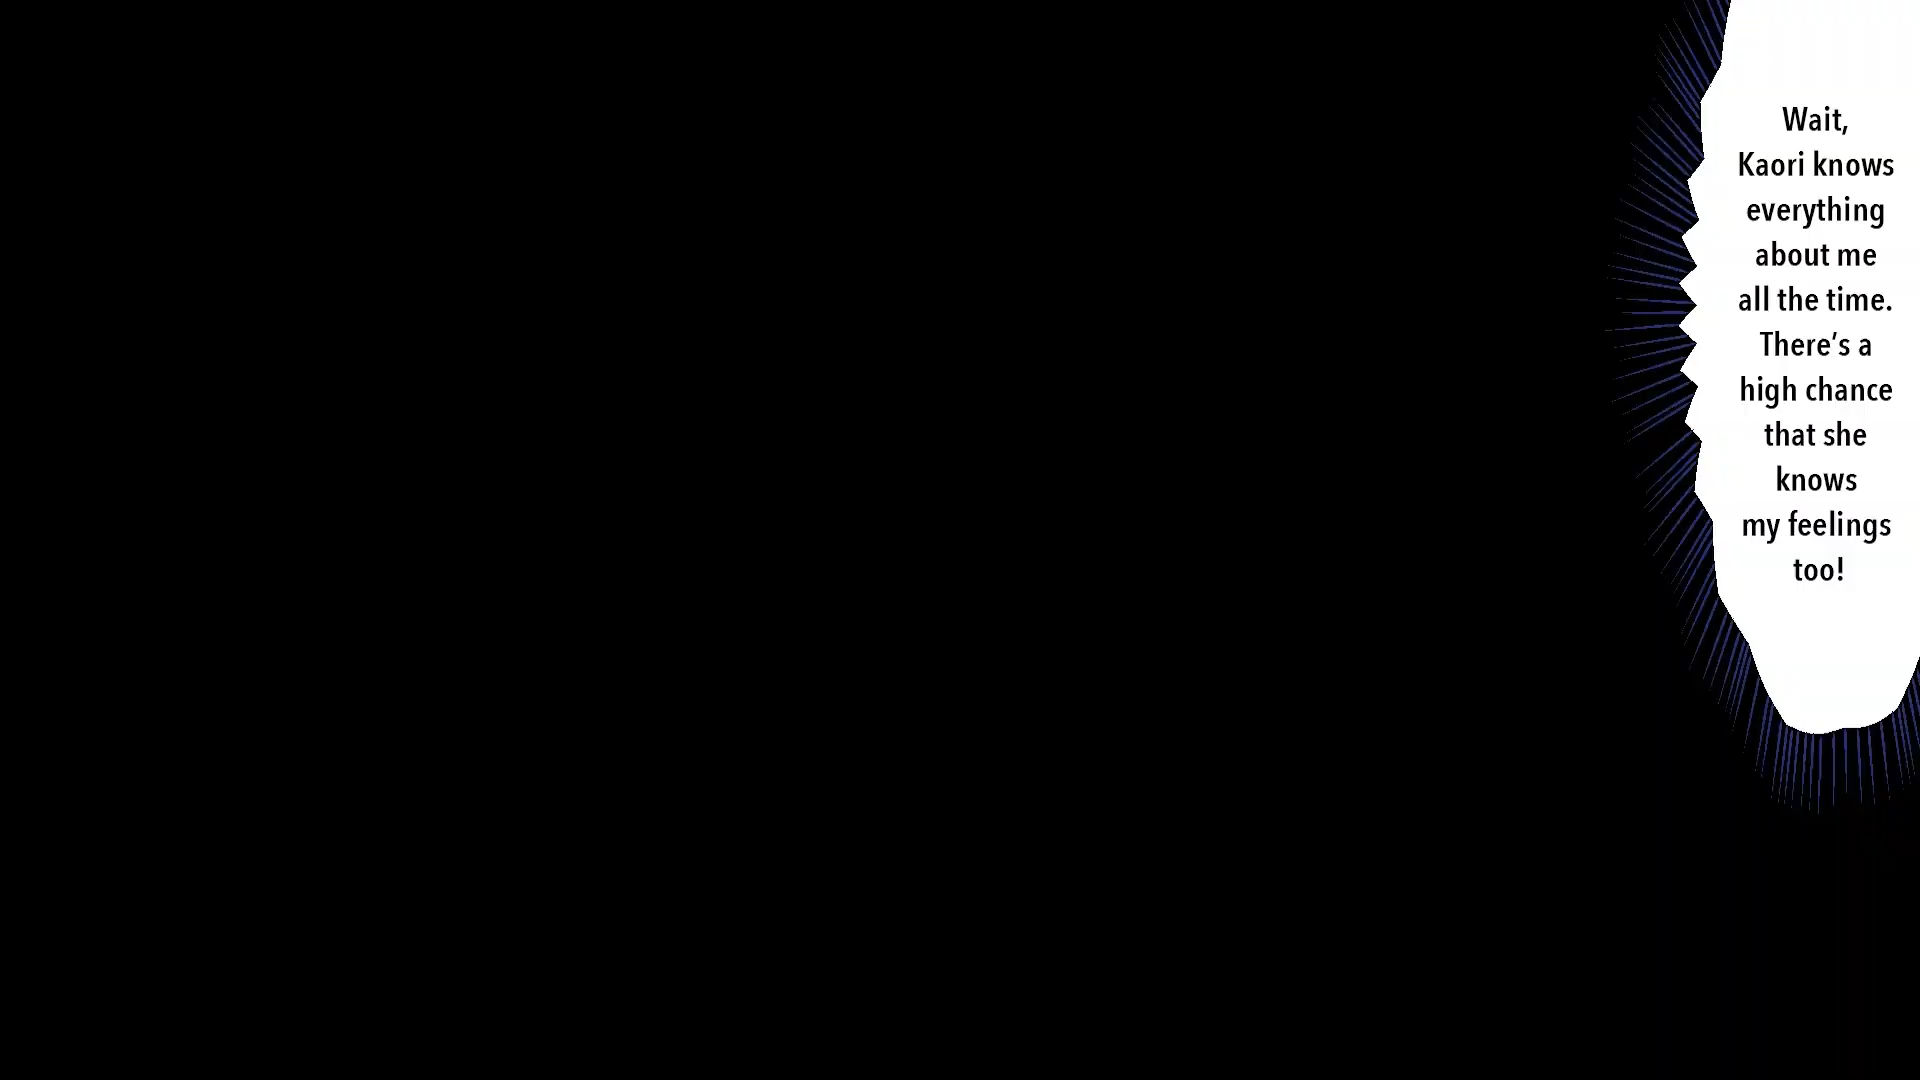 Wait,
Kaori knows
everything
about me
all the time.
There’s a
high chance
that she
knows
my feelings
too!